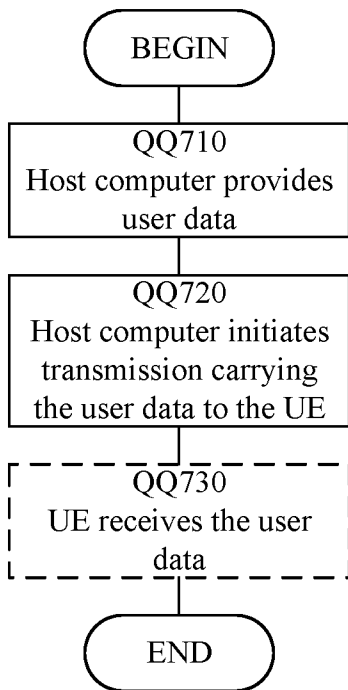 BEGIN
QQ710
Host computer provides
user data
QQ720
Host computer initiates
transmission carrying
the user data to the UE
QQ730
UE receives the user
data
END